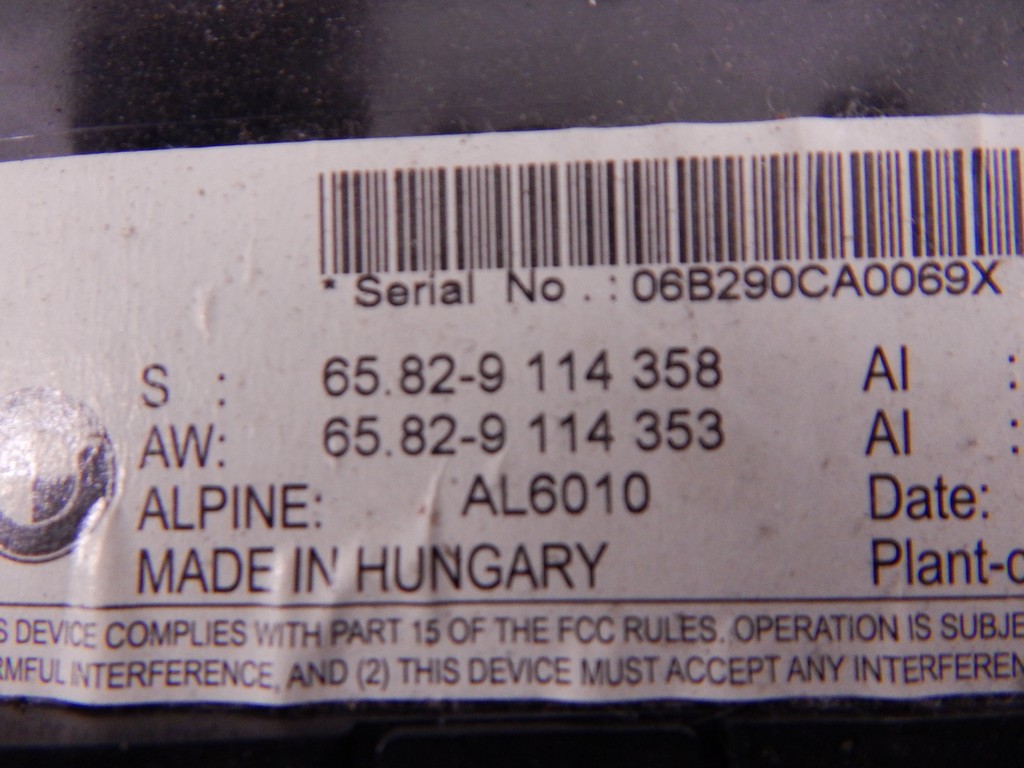 * Serial No . : 06B290CA0069X
S : 65.82-9 114 358 AI :
AW: 65.82-9 114 353 AI :
ALPINE: AL6010 Date:
MADE IN HUNGARY Plant-c
S DEVICE COMPLIES WITH PART 15 OF THE FCC RULES. OPERATION IS SUBJE
RMFUL INTERFERENCE, AND (2) THIS DEVICE MUST ACCEPT ANY INTERFEREN